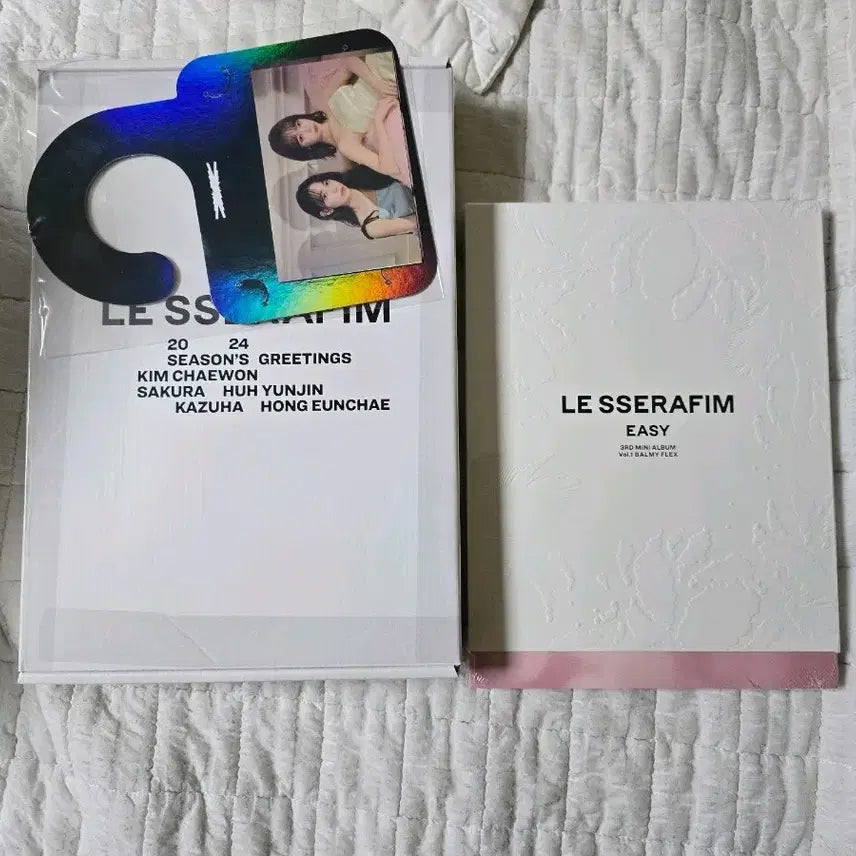 LE SSERAFIM
20 24
SEASON'S GREETINGS
KIM CHAEWON
SAKURA HUH YUNJIN
KAZUHA HONG EUNCHAE
LE SSERAFIM
EASY
3RD MINI ALBUM
Vol.1 BALMY FLEX